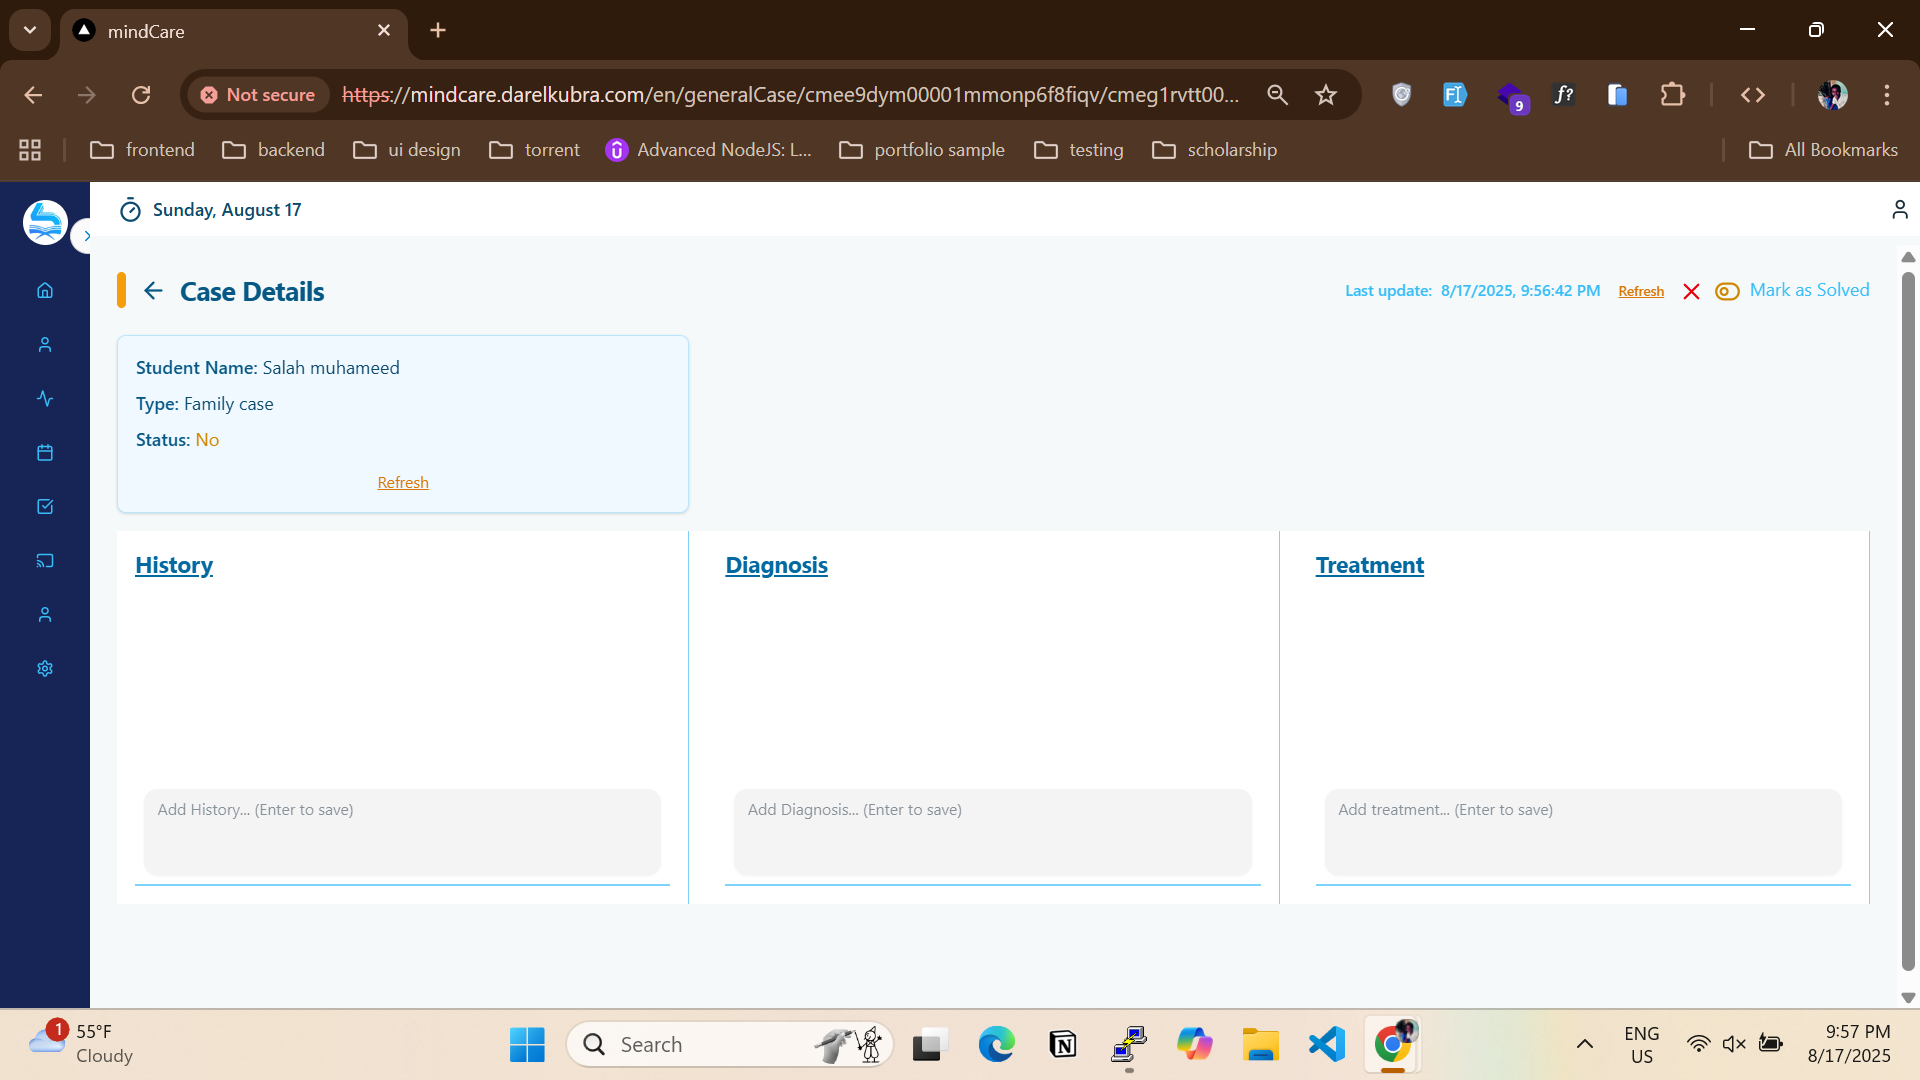 mindCare
Not secure https://mindcare.darelkubra.com/en/generalCase/cmee9dym00001mmonp6f8fiqv/cmeg1rvtt00...
9
f?
frontend backend ui design torrent Advanced NodeJS: L... portfolio sample testing scholarship All Bookmarks
Sunday, August 17
Case Details
Last update: 8/17/2025, 9:56:42 PM Refresh Mark as Solved
Student Name: Salah muhameed
Type: Family case
Status: No
Refresh
History Diagnosis Treatment
Add History... (Enter to save) Add Diagnosis... (Enter to save) Add treatment... (Enter to save)
1 55°F
Cloudy
Search
ENG
US
9:57 PM
8/17/2025